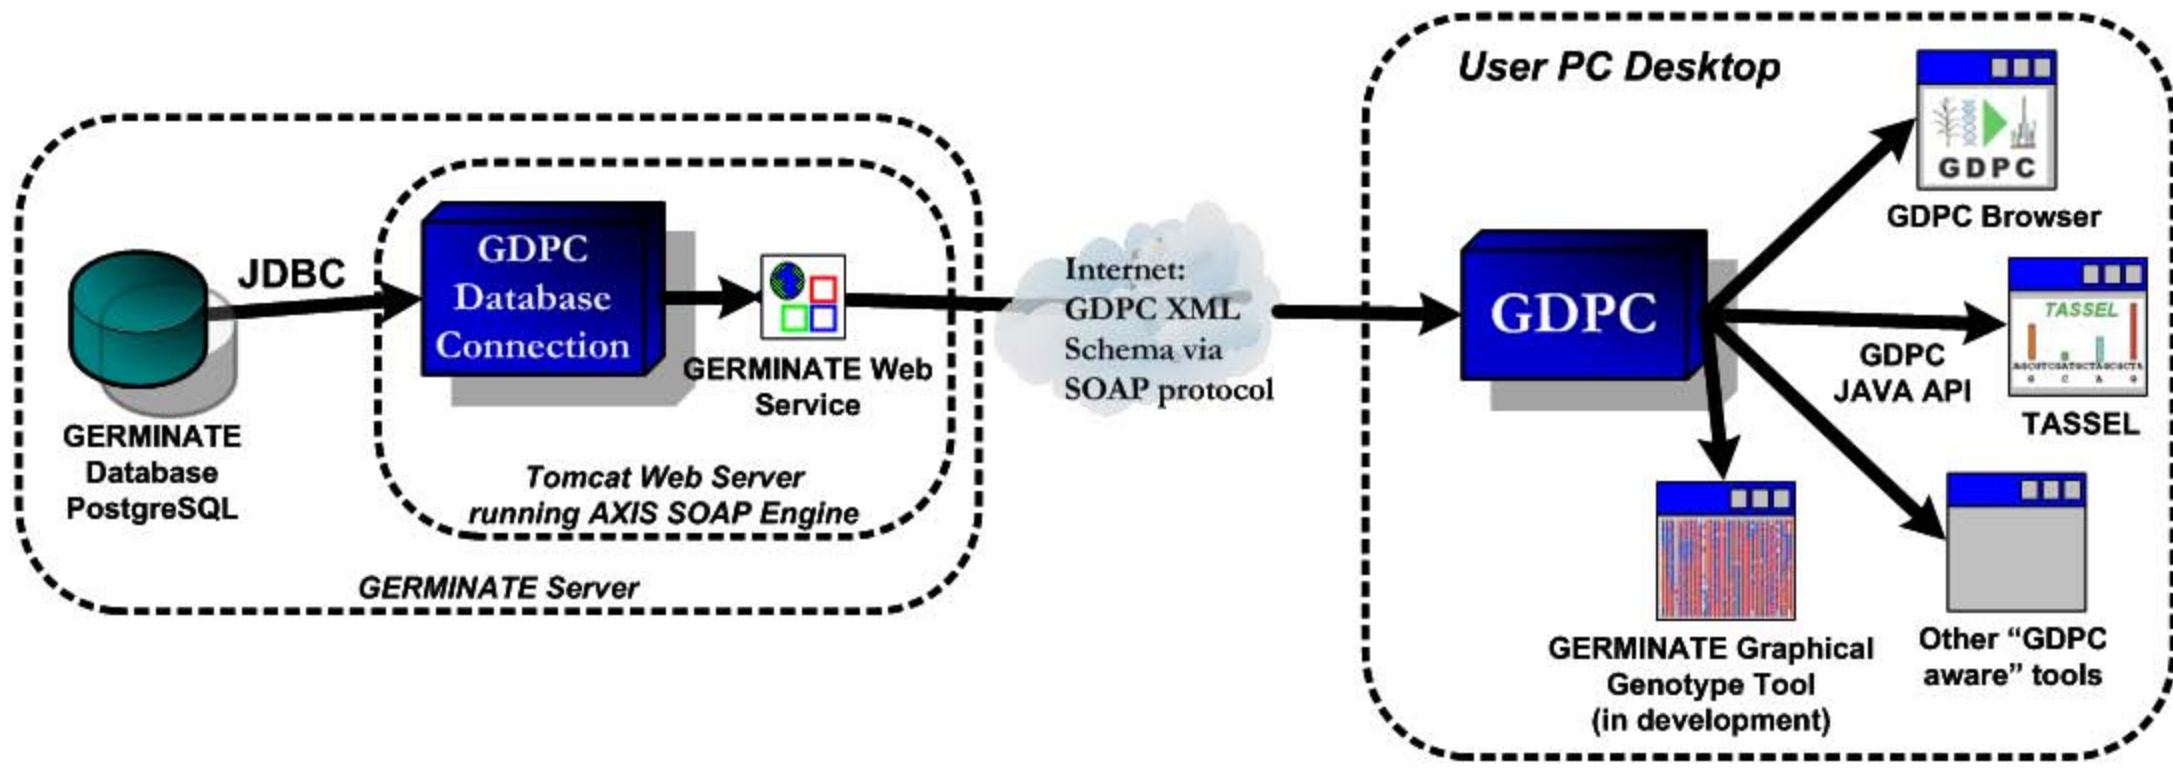 User PC Desktop
GDPC
GDPC Browser
JDBC
GDPC
Database
Connection
GERMINATE Web
Service
GERMINATE
Database
PostgreSQL
Tomcat Web Server
running AXIS SOAP Engine
GERMINATE Server
Internet:
GDPC XML
Schema via
SOAP protocol
GDPC
GDPC
JAVA API
TASSEL
G C A G
TASSEL
GERMINATE Graphical
Genotype Tool
(in development)
Other “GDPC
aware” tools